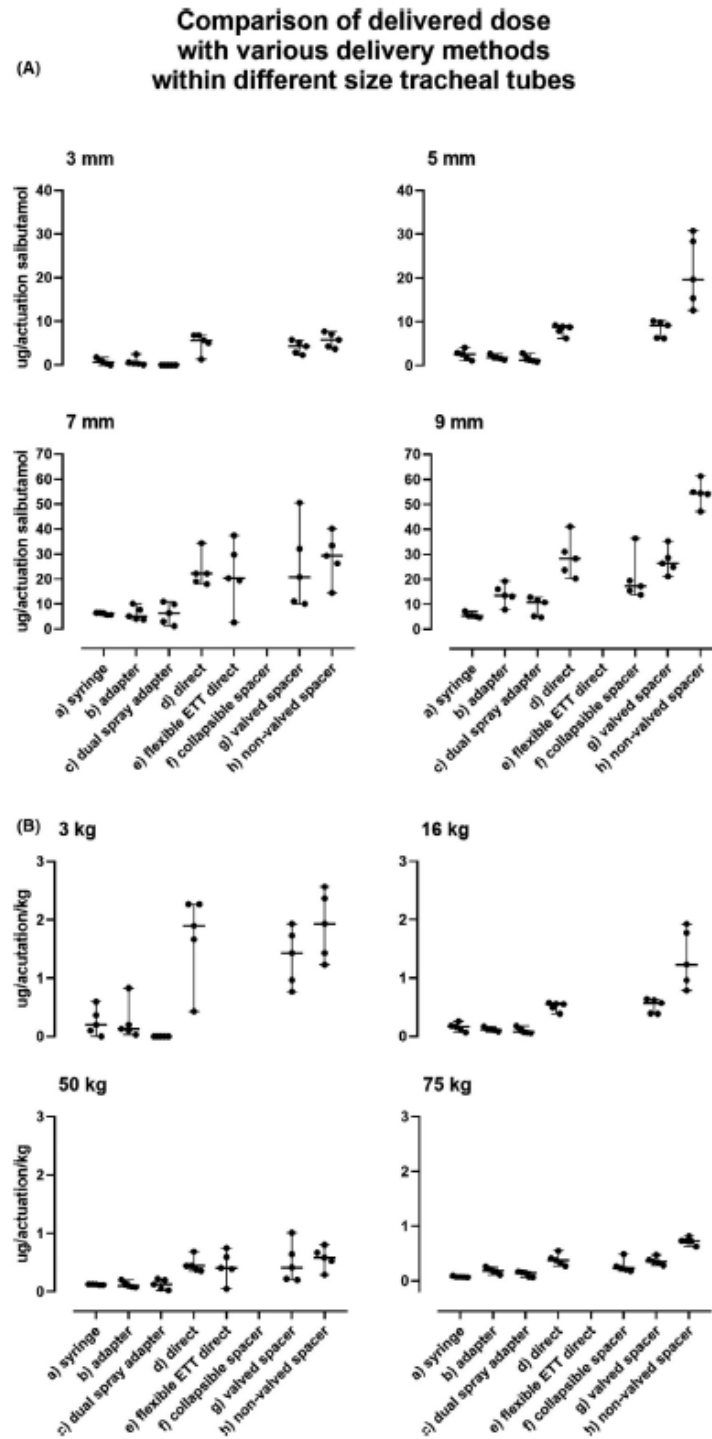 Comparison of delivered dose
with various delivery methods
within different size tracheal tubes
(A)
3 mm
5 mm
ug/actuation salbutamol
40
30
20
10
0
40
30
20
10
0
7 mm
9 mm
ug/actuation salbutamol
70
60
50
40
30
20
10
0
70
60
50
40
30
20
10
0
a) syringe
b) adapter
c) dual spray adapter
d) direct
e) flexible ETT direct
f) collapsible spacer
g) valved spacer
h) non-valved spacer
a) syringe
b) adapter
c) dual spray adapter
d) direct
e) flexible ETT direct
f) collapsible spacer
g) valved spacer
h) non-valved spacer
(B)
3 kg
16 kg
ug/acutation/kg
3
2
1
0
3
2
1
0
50 kg
75 kg
ug/actuation/kg
3
2
1
0
3
2
1
0
a) syringe
b) adapter
c) dual spray adapter
d) direct
e) flexible ETT direct
f) collapsible spacer
g) valved spacer
h) non-valved spacer
a) syringe
b) adapter
c) dual spray adapter
d) direct
e) flexible ETT direct
f) collapsible spacer
g) valved spacer
h) non-valved spacer